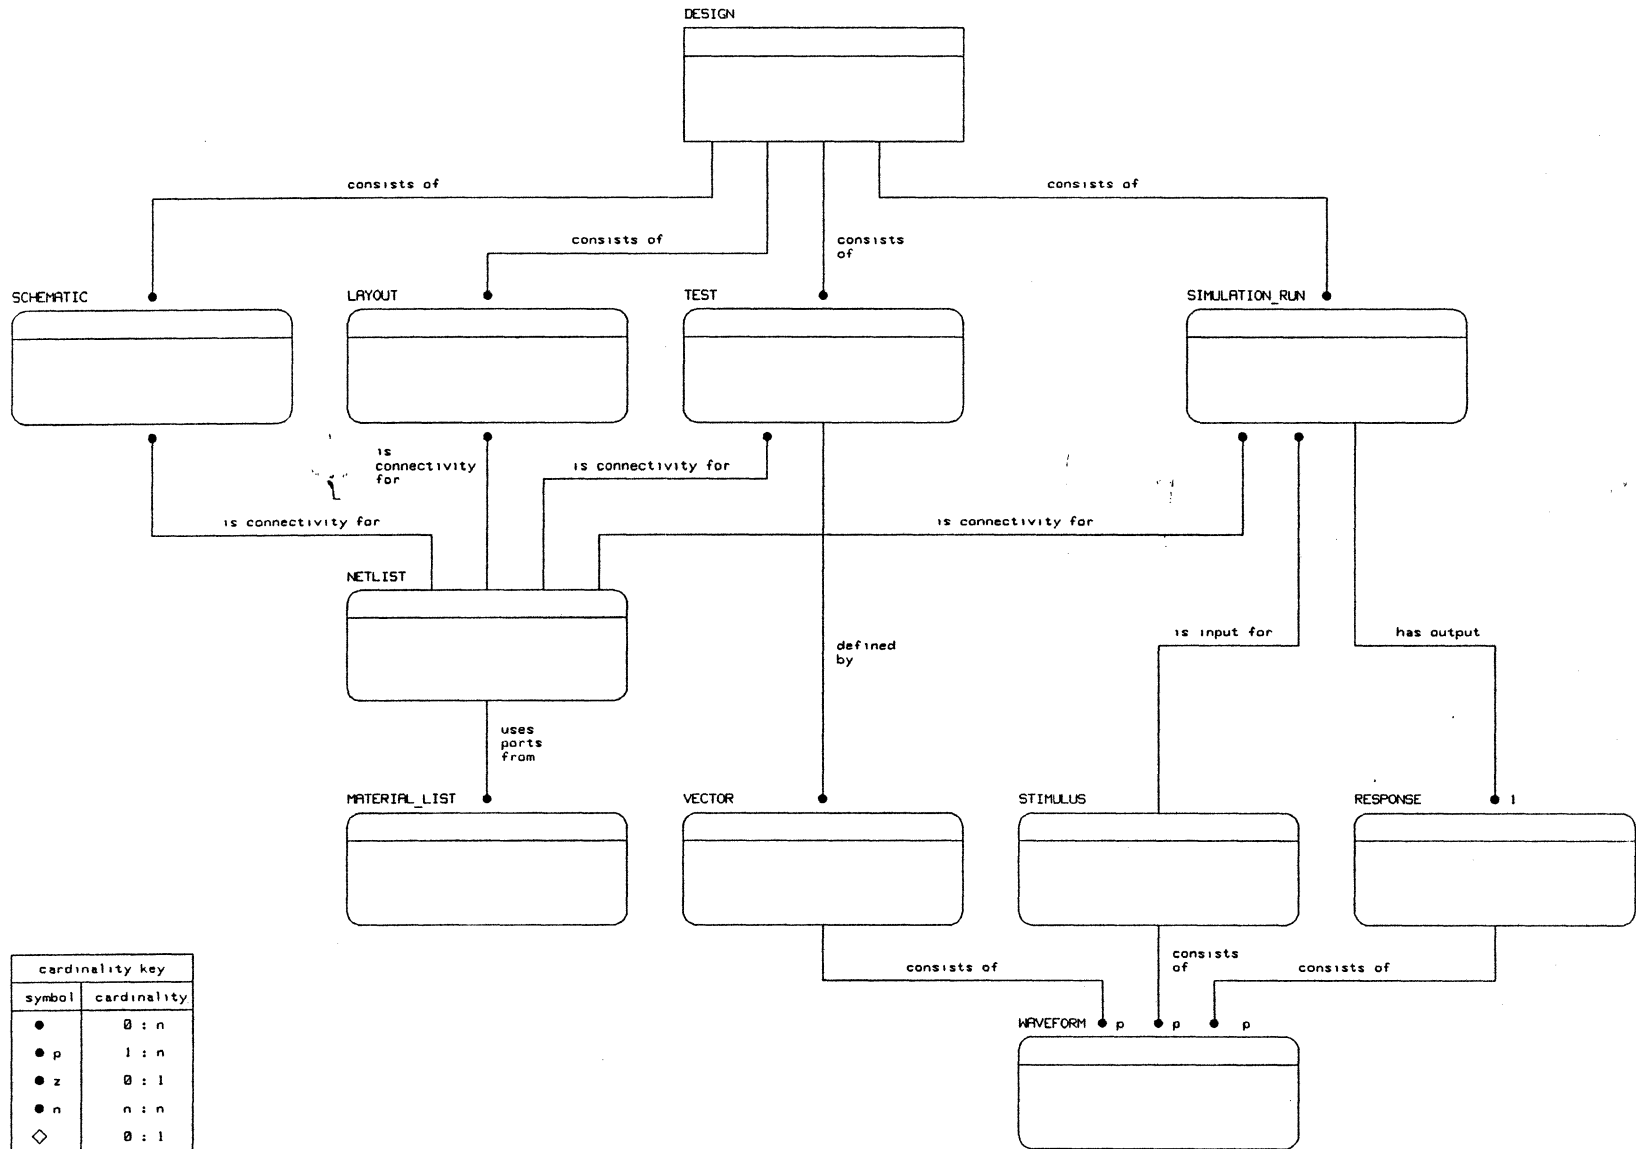 DESIGN
consists of
consists of
consists of
consists
of
SCHEMATIC
LAYOUT
TEST
SIMULATION_RUN
is
connectivity
for
is connectivity for
is connectivity for
is connectivity for
NETLIST
is input for
has output
defined
by
uses
parts
from
MATERIAL_LIST
VECTOR
STIMULUS
RESPONSE
1
consists of
consists
of
consists of
WAVEFORM
p
p
p
cardinality key
symbol cardinality
0 : n
p 1 : n
z 0 : 1
n n : n
0 : 1